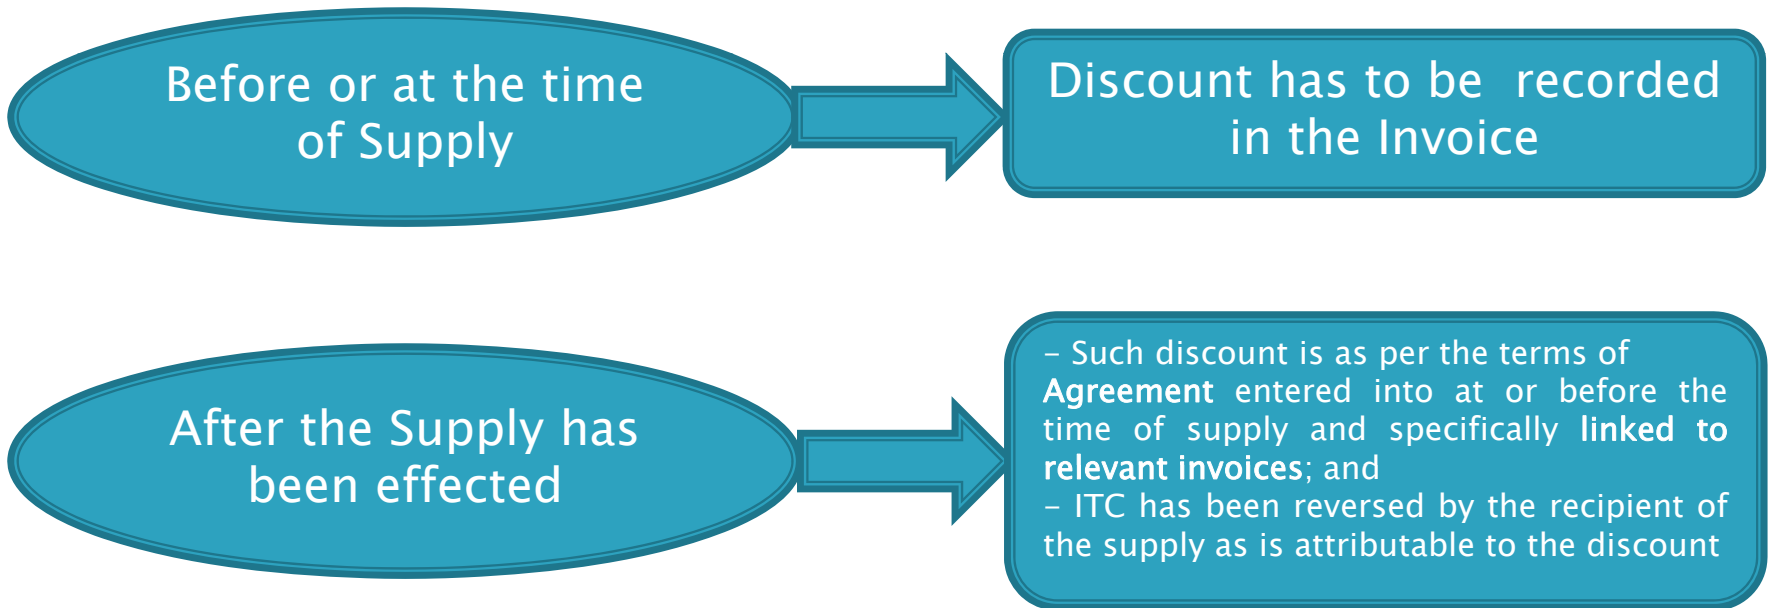 Before or at the time
of Supply
Discount has to be recorded
in the Invoice
After the Supply has
been effected
– Such discount is as per the terms of
Agreement entered into at or before the
time of supply and specifically linked to
relevant invoices; and
– ITC has been reversed by the recipient of
the supply as is attributable to the discount